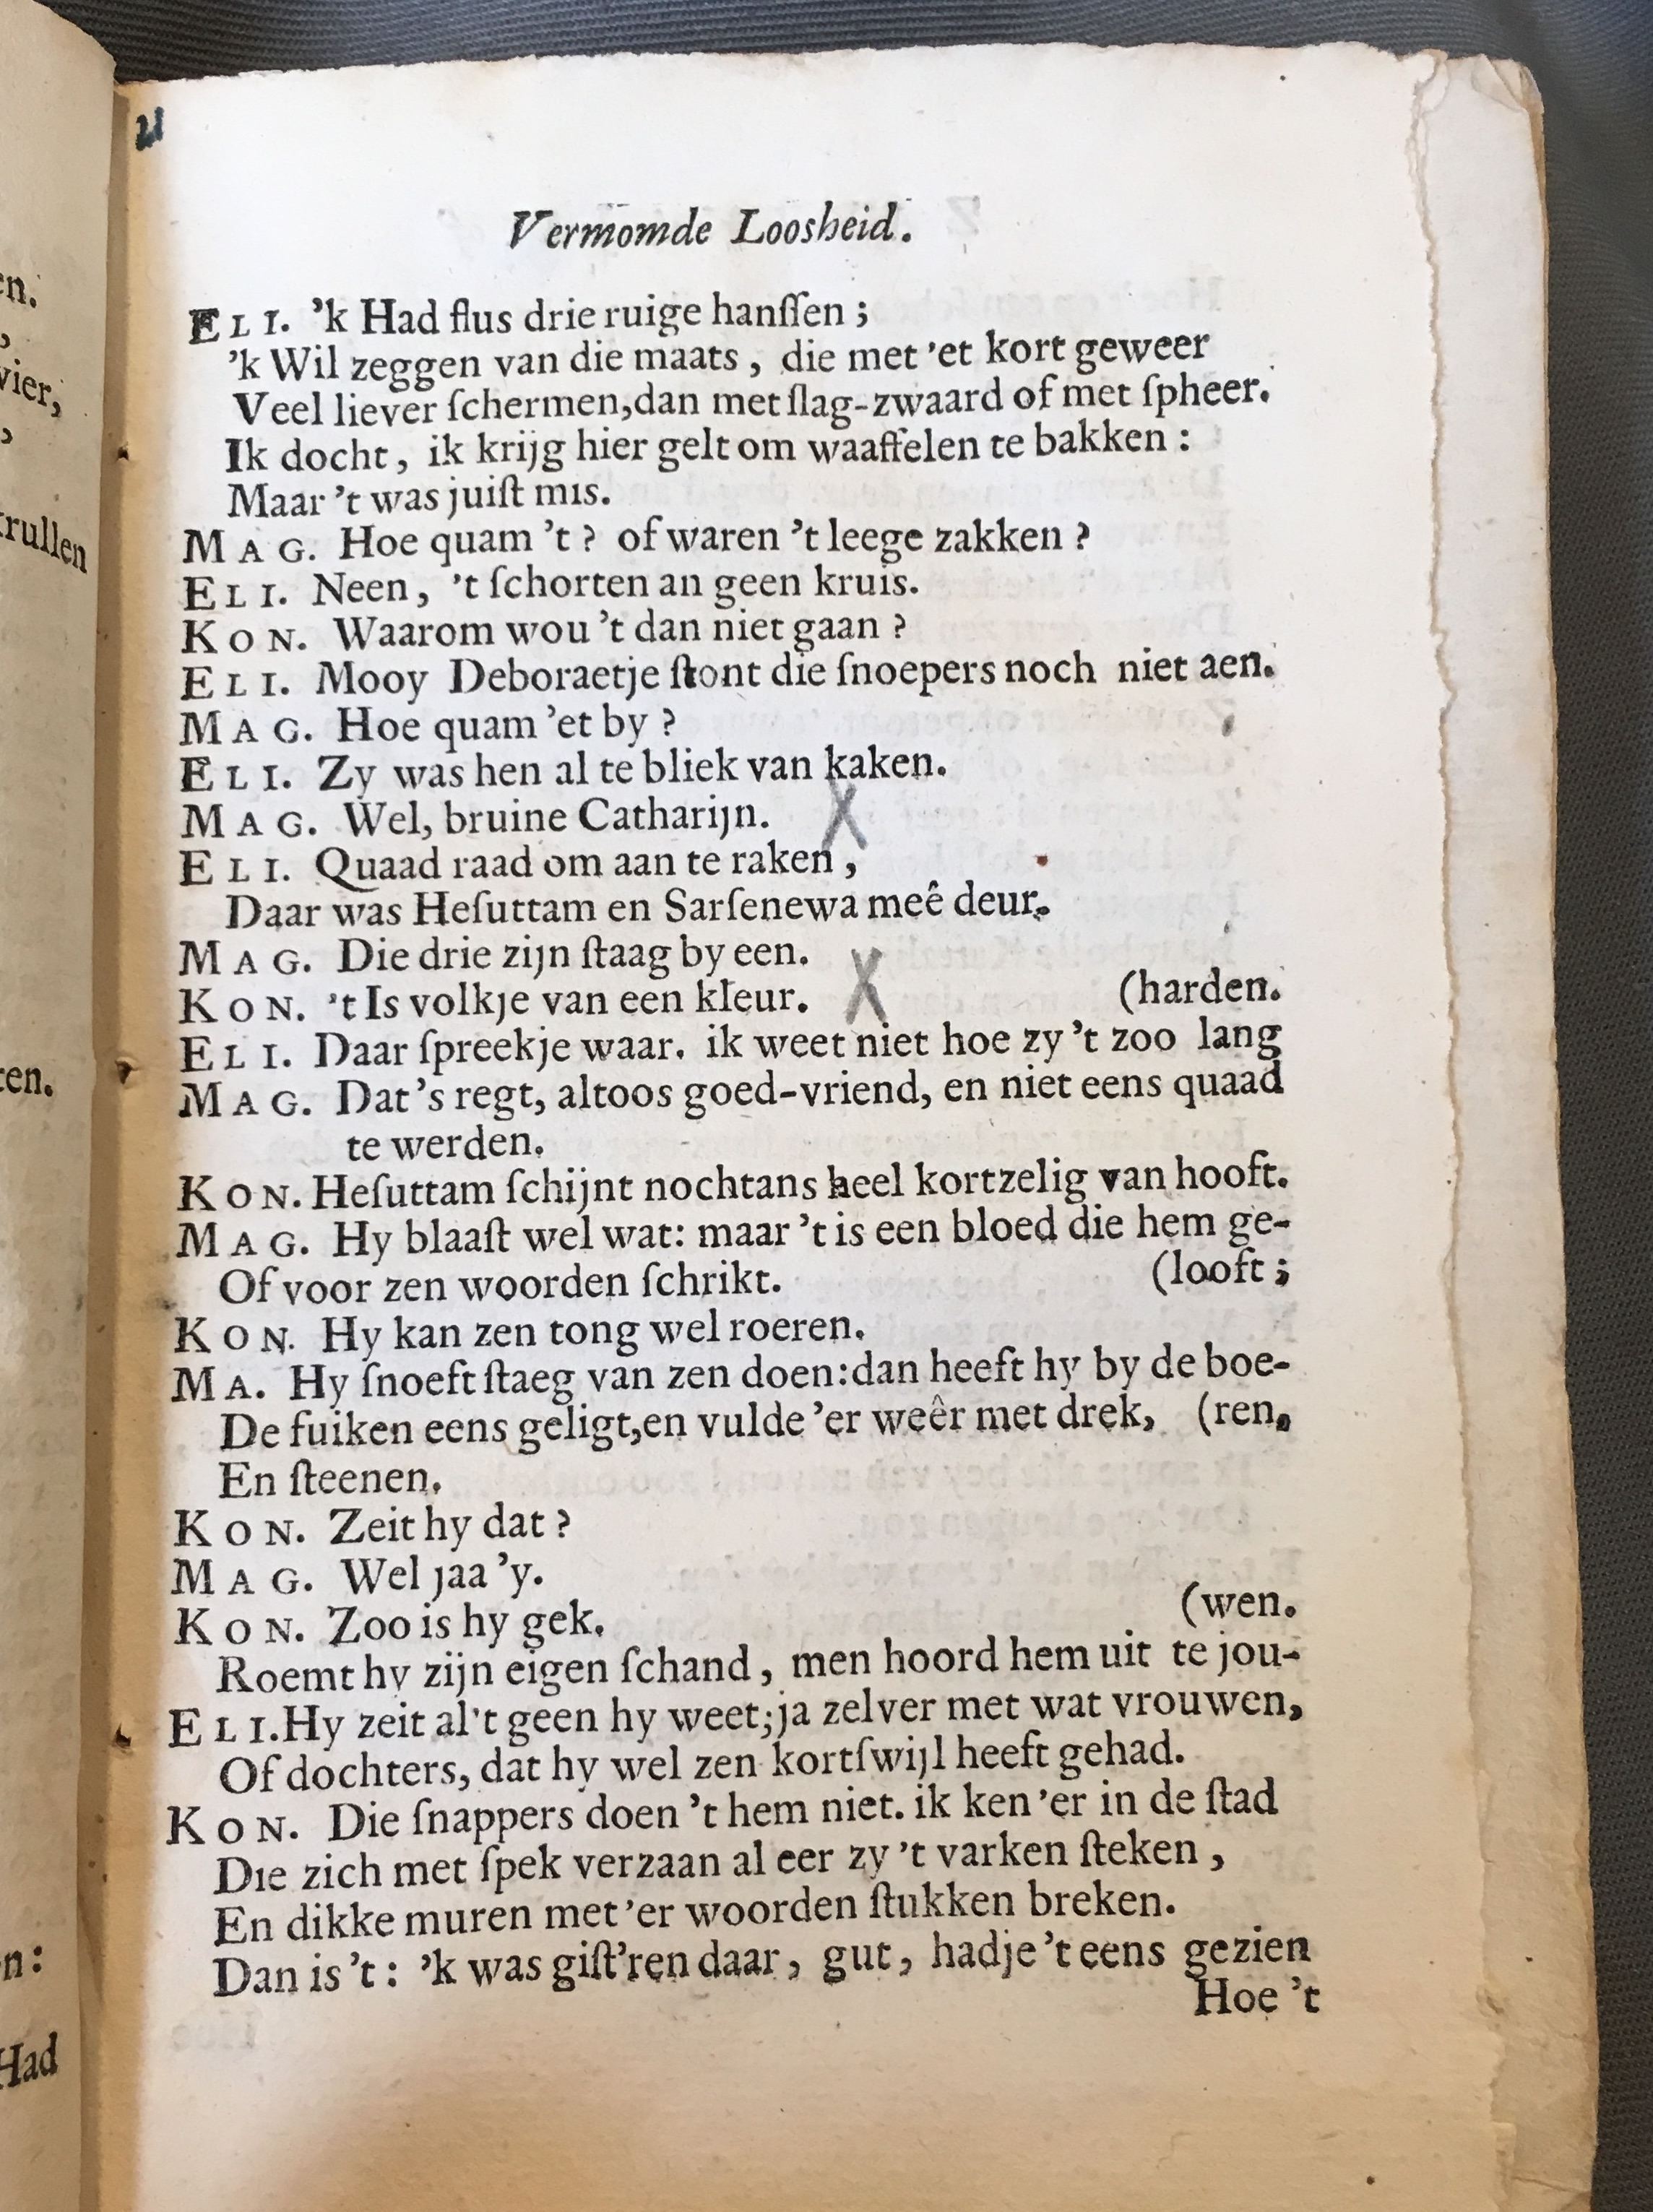 21
Vermomde Loosheid.
ELI. 'k Had flus drie ruige hanſſen ;
'k Wil zeggen van die maats , die met 'et kort geweer
Veel liever ſchermen,dan met ſlag-zwaard of met ſpheer.
Ik docht , ik krijg hier gelt om waaffelen te bakken :
Maar 't was juiſt mis.
MAG. Hoe quam 't ? of waren 't leege zakken ?
ELI. Neen , 't ſchorten an geen kruis.
KON. Waarom wou 't dan niet gaan ?
ELI. Mooy Deboraetje ſtont die ſnoepers noch niet aen.
MAG. Hoe quam 'et by ?
ELI. Zy was hen al te bliek van kaken.
MAG. Wel, bruine Catharijn.
ELI. Quaad raad om aan te raken ,
Daar was Heſuttam en Sarſenewa meê deur.
MAG. Die drie zijn ſtaag by een.
KON. 't Is volkje van een kleur. (harden.
ELI. Daar ſpreekje waar. ik weet niet hoe zy 't zoo lang
MAG. Dat's regt, altoos goed-vriend, en niet eens quaad
te werden.
KON. Heſuttam ſchijnt nochtans heel kortzelig van hooft.
MAG. Hy blaaſt wel wat: maar 't is een bloed die hem ge-
Of voor zen woorden ſchrikt. (looft ;
KON. Hy kan zen tong wel roeren.
MA. Hy ſnoeft ſtaeg van zen doen:dan heeft hy by de boe-
De fuiken eens geligt,en vulde 'er weêr met drek, (ren,
En ſteenen.
KON. Zeit hy dat ?
MAG. Wel jaa 'y.
KON. Zoo is hy gek. (wen.
Roemt hy zijn eigen ſchand , men hoord hem uit te jou-
ELI. Hy zeit al't geen hy weet;ja zelver met wat vrouwen,
Of dochters, dat hy wel zen kortſwijl heeft gehad.
KON. Die ſnappers doen 't hem niet. ik ken 'er in de ſtad
Die zich met ſpek verzaan al eer zy 't varken ſteken ,
En dikke muren met 'er woorden ſtukken breken.
Dan is 't : 'k was giſt'ren daar , gut , hadje 't eens gezien
Hoe 't
en.
vier,
krullen
en.
n:
Had